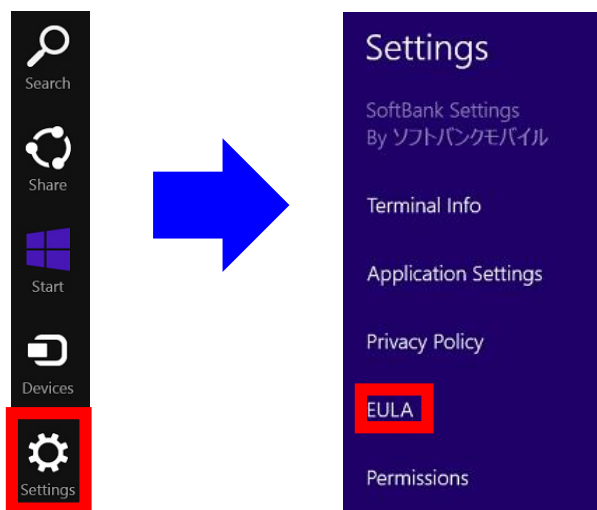 Search
Share
Start
Devices
Settings
Settings
SoftBank Settings
By ソフトバンクモバイル
Terminal Info
Application Settings
Privacy Policy
EULA
Permissions